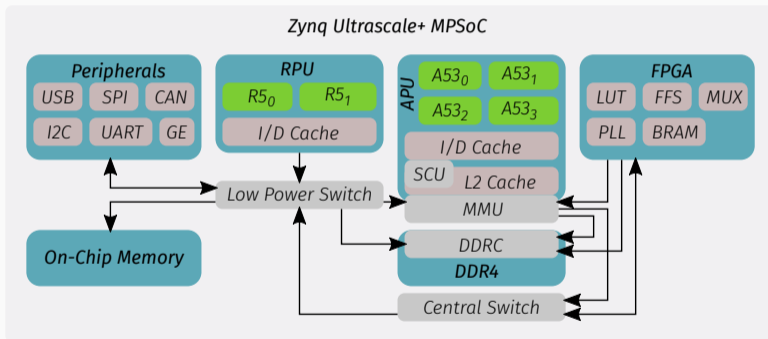 Zynq Ultrascale+ MPSoC
Peripherals
USB SPI CAN
I2C UART GE
RPU
R5₀ R5₁
I/D Cache
APU
A53₀ A53₁
A53₂ A53₃
I/D Cache
SCU
L2 Cache
MMU
FPGA
LUT FFS MUX
PLL BRAM
Low Power Switch
On-Chip Memory
DDRC
DDR4
Central Switch